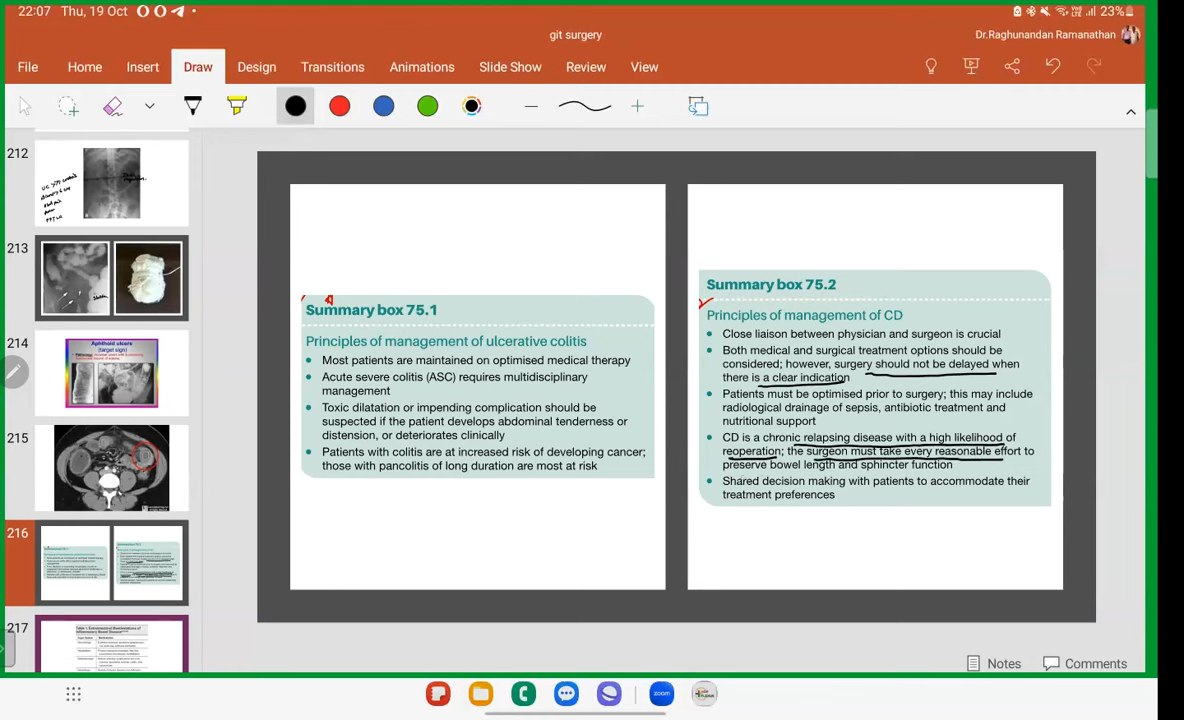 22:07 Thu, 19 Oct
23%
git surgery
Dr.Raghunandan Ramanathan
File Home Insert Draw Design Transitions Animations Slide Show Review View
212
213
214
Aphthoid ulcers
(target sign)
215
216
217
Summary box 75.1
Principles of management of ulcerative colitis
• Most patients are maintained on optimised medical therapy
• Acute severe colitis (ASC) requires multidisciplinary
management
• Toxic dilatation or impending complication should be
suspected if the patient develops abdominal tenderness or
distension, or deteriorates clinically
• Patients with colitis are at increased risk of developing cancer;
those with pancolitis of long duration are most at risk
Summary box 75.2
Principles of management of CD
• Close liaison between physician and surgeon is crucial
• Both medical and surgical treatment options should be
considered; however, surgery should not be delayed when
there is a clear indication
• Patients must be optimised prior to surgery; this may include
radiological drainage of sepsis, antibiotic treatment and
nutritional support
• CD is a chronic relapsing disease with a high likelihood of
reoperation; the surgeon must take every reasonable effort to
preserve bowel length and sphincter function
• Shared decision making with patients to accommodate their
treatment preferences
Notes Comments
zoom